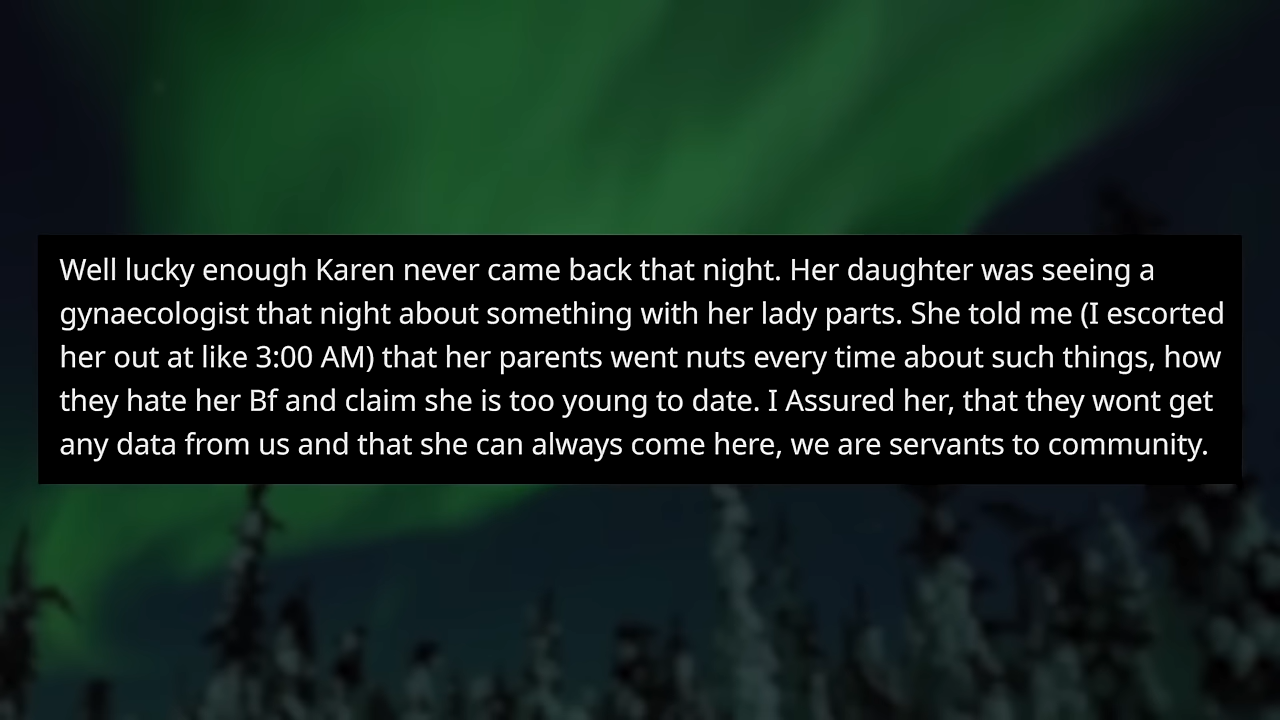 Well lucky enough Karen never came back that night. Her daughter was seeing a
gynaecologist that night about something with her lady parts. She told me (I escorted
her out at like 3:00 AM) that her parents went nuts every time about such things, how
they hate her Bf and claim she is too young to date. I Assured her, that they wont get
any data from us and that she can always come here, we are servants to community.